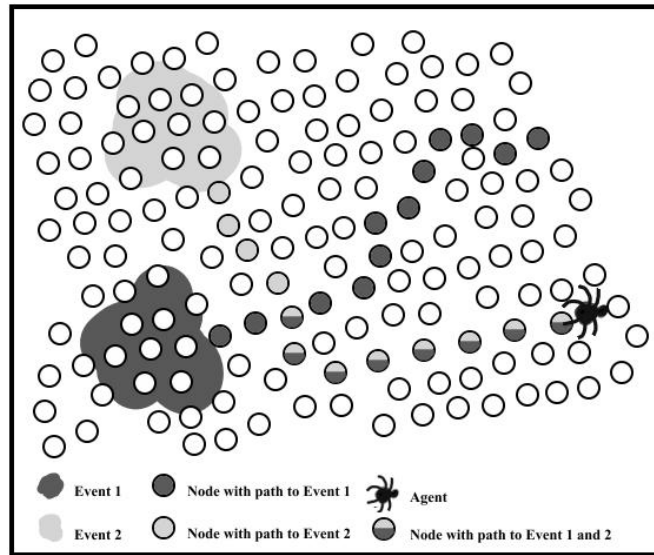 Event 1
Node with path to Event 1
Agent
Event 2
Node with path to Event 2
Node with path to Event 1 and 2